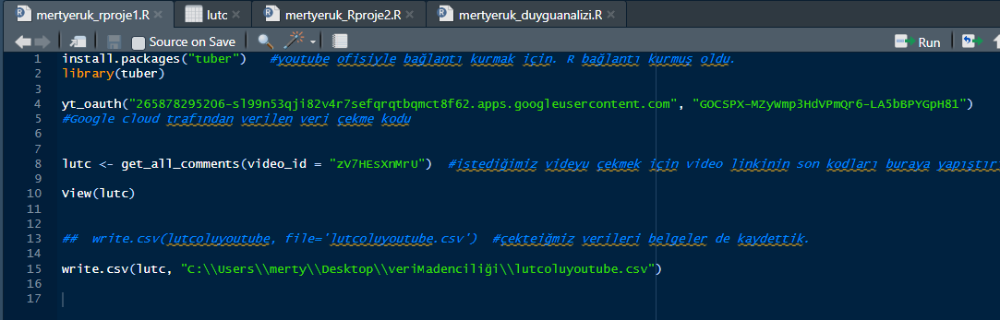 mertyeruk_rproje1.R lutc mertyeruk_Rproje2.R mertyeruk_duyguanalizi.R
Source on Save Run
1 install.packages("tuber") #youtube ofisiyle bağlantı kurmak için. R bağlantı kurmuş oldu.
2 library(tuber)
3
4 yt_oauth("265878295206-sl99n53qji82v4r7sefqrqtbqmct8f62.apps.googleusercontent.com", "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")
5 #Google cloud trafından verilen veri çekme kodu
6
7
8 lutc <- get_all_comments(video_id = "zV7HEsXnMrU") #istediğimiz videyu çekmek için video linkinin son kodları buraya yapıştır
9
10 View(lutc)
11
12
13 ## write.csv(lutcoluyoutube, file='lutcoluyoutube.csv') #çekteiğmiz verileri belgeler de kaydettik.
14
15 write.csv(lutc, "C:\\Users\\merty\\Desktop\\veriMadenciliği\\lutcoluyoutube.csv")
16
17